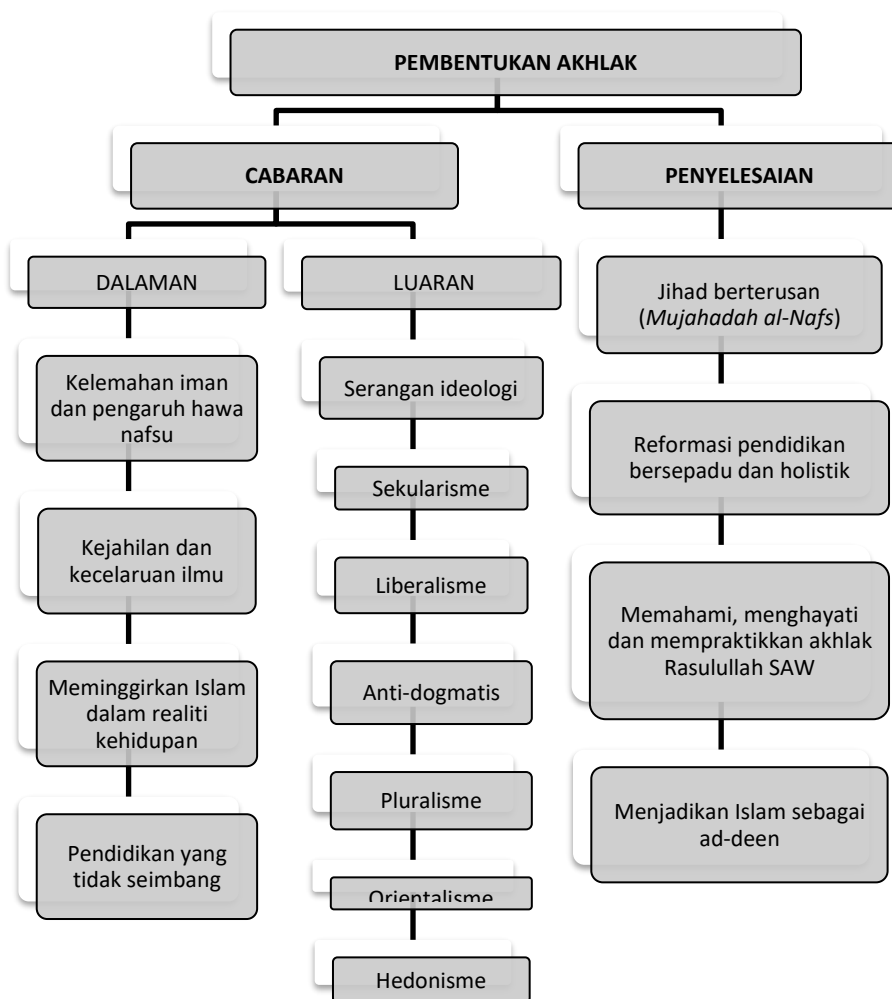 PEMBENTUKAN AKHLAK
CABARAN
PENYELESAIAN
DALAMAN
LUARAN
Kelemahan iman
dan pengaruh hawa
nafsu
Kejahilan dan
kecelaruan ilmu
Meminggirkan Islam
dalam realiti
kehidupan
Pendidikan yang
tidak seimbang
Serangan ideologi
Sekularisme
Liberalisme
Anti-dogmatis
Pluralisme
Orientalisme
Hedonisme
Jihad berterusan
(Mujahadah al-Nafs)
Reformasi pendidikan
bersepadu dan holistik
Memahami, menghayati
dan mempraktikkan akhlak
Rasulullah SAW
Menjadikan Islam sebagai
ad-deen